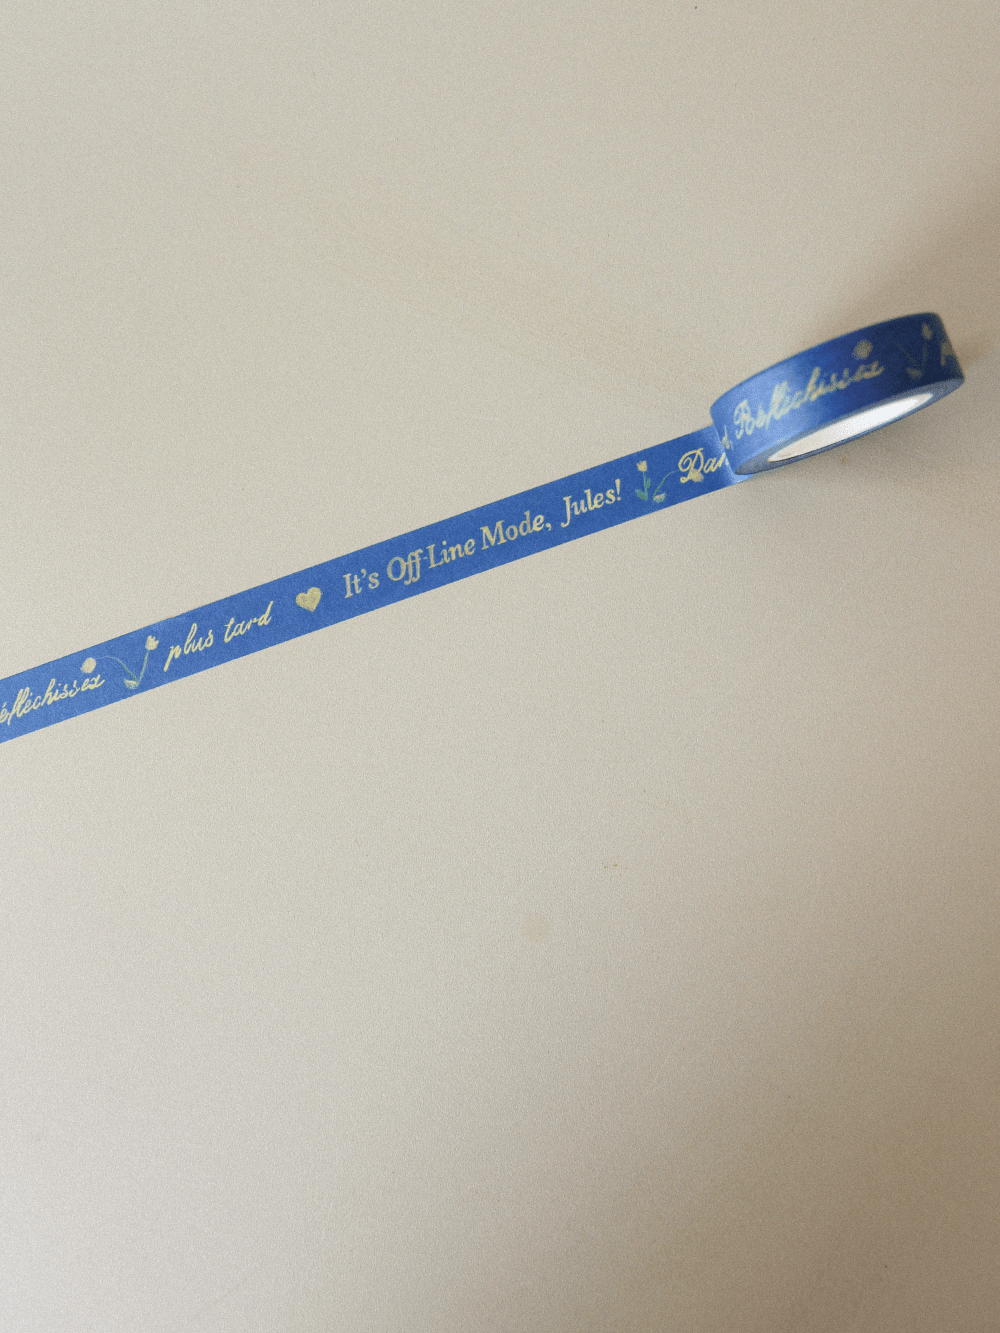 réfléchissez plus tard It's Off-Line Mode, Jules!
Réfléchissez